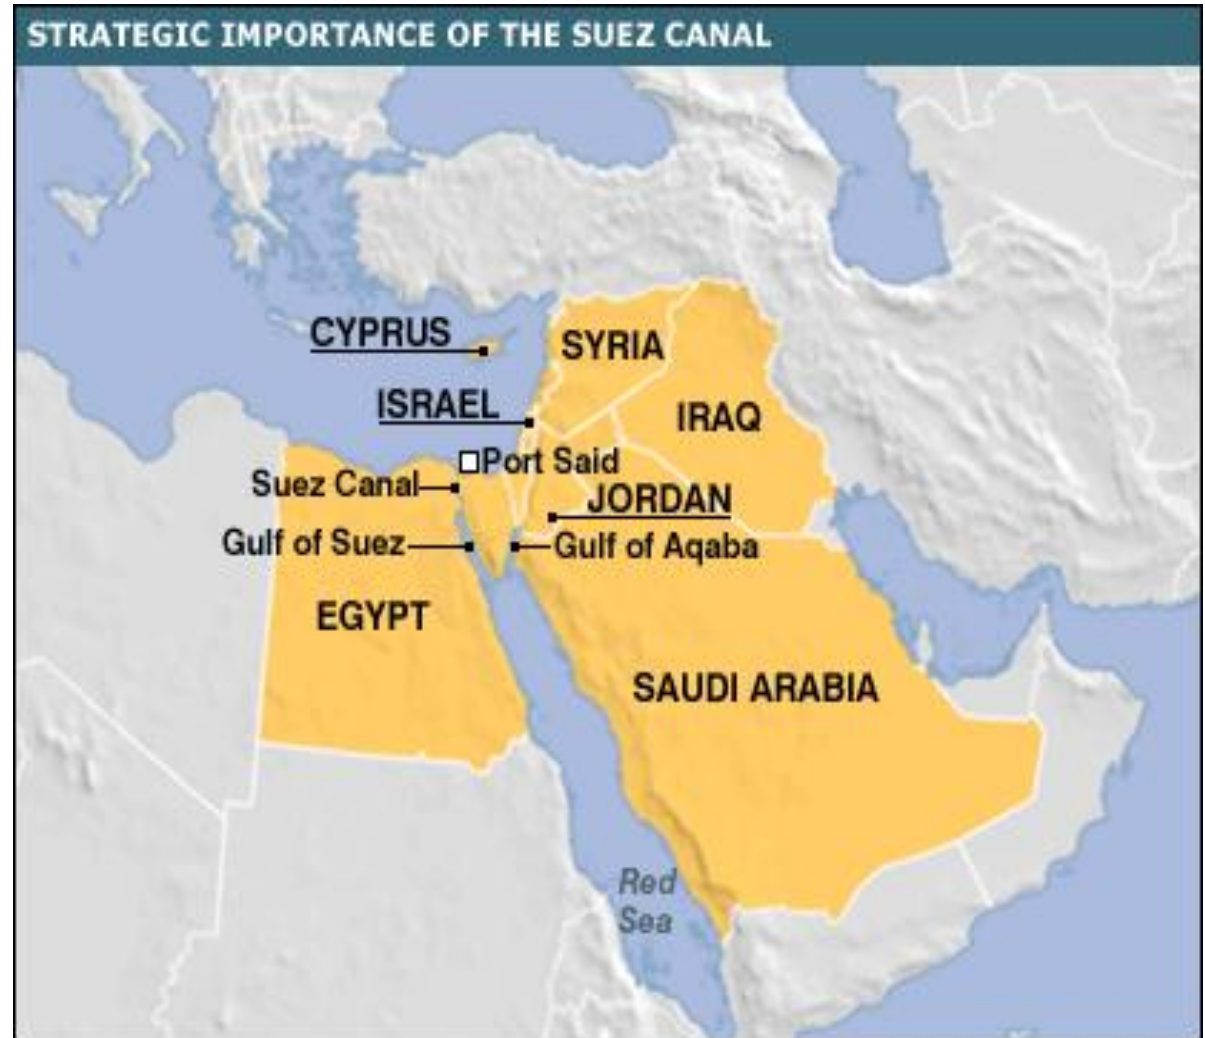 STRATEGIC IMPORTANCE OF THE SUEZ CANAL
CYPRUS
SYRIA
ISRAEL
IRAQ
Port Said
Suez Canal
JORDAN
Gulf of Suez
Gulf of Aqaba
EGYPT
SAUDI ARABIA
Red
Sea